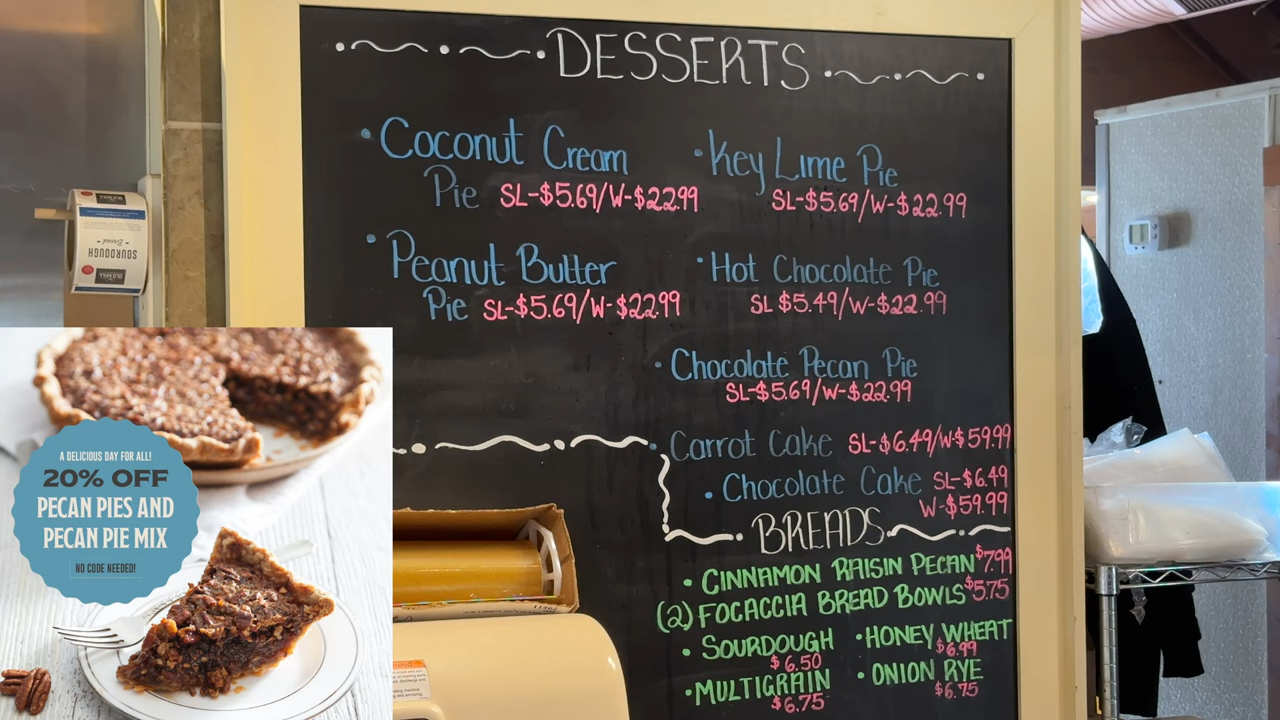 DESSERTS
• Coconut Cream
Pie SL-$5.69/W-$22.99
• Key Lime Pie
SL-$5.69/W-$22.99
• Peanut Butter
Pie SL-$5.69/W-$22.99
• Hot Chocolate Pie
SL $5.49/W-$22.99
• Chocolate Pecan Pie
SL-$5.69/W-$22.99
• Carrot Cake SL-$6.49/W-$59.99
• Chocolate Cake SL-$6.49
W-$59.99
BREADS
• CINNAMON RAISIN PECAN $7.99
(2) FOCACCIA BREAD BOWLS $5.75
• SOURDOUGH
$6.50
• HONEY WHEAT
$6.99
• MULTIGRAIN
$6.75
• ONION RYE
$6.75
Bread
SOURDOUGH
A DELICIOUS DAY FOR ALL!
20% OFF
PECAN PIES AND
PECAN PIE MIX
NO CODE NEEDED!